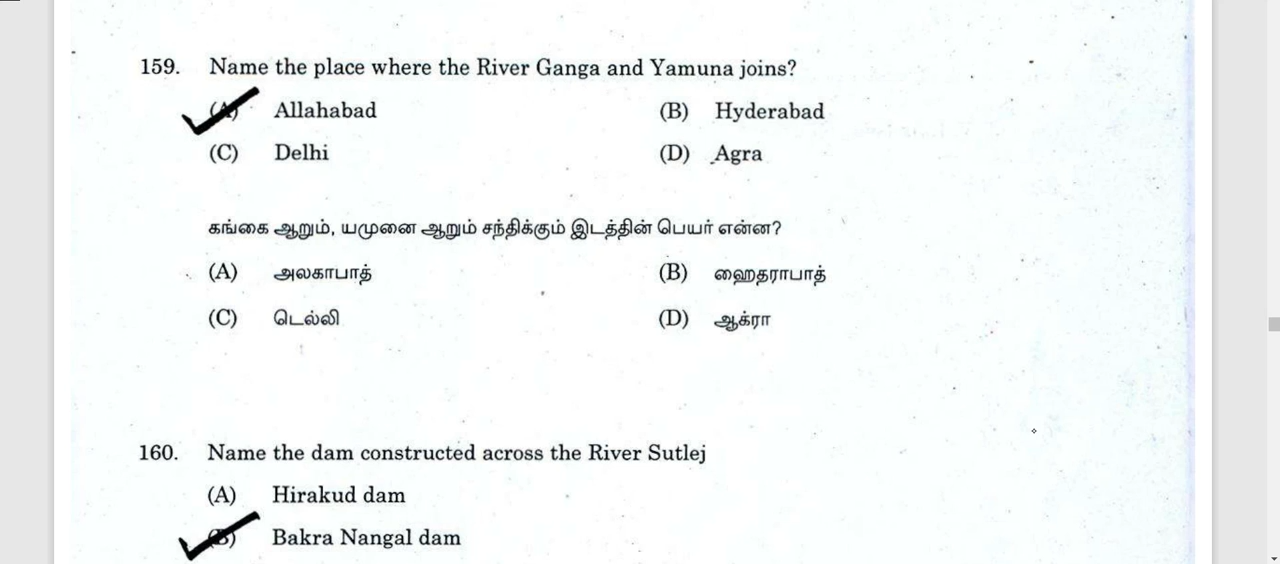 159. Name the place where the River Ganga and Yamuna joins?
(A) Allahabad (B) Hyderabad
(C) Delhi (D) Agra
கங்கை ஆறும், யமுனை ஆறும் சந்திக்கும் இடத்தின் பெயர் என்ன?
(A) அலகாபாத் (B) ஹைதராபாத்
(C) டெல்லி (D) ஆக்ரா
160. Name the dam constructed across the River Sutlej
(A) Hirakud dam
(B) Bakra Nangal dam